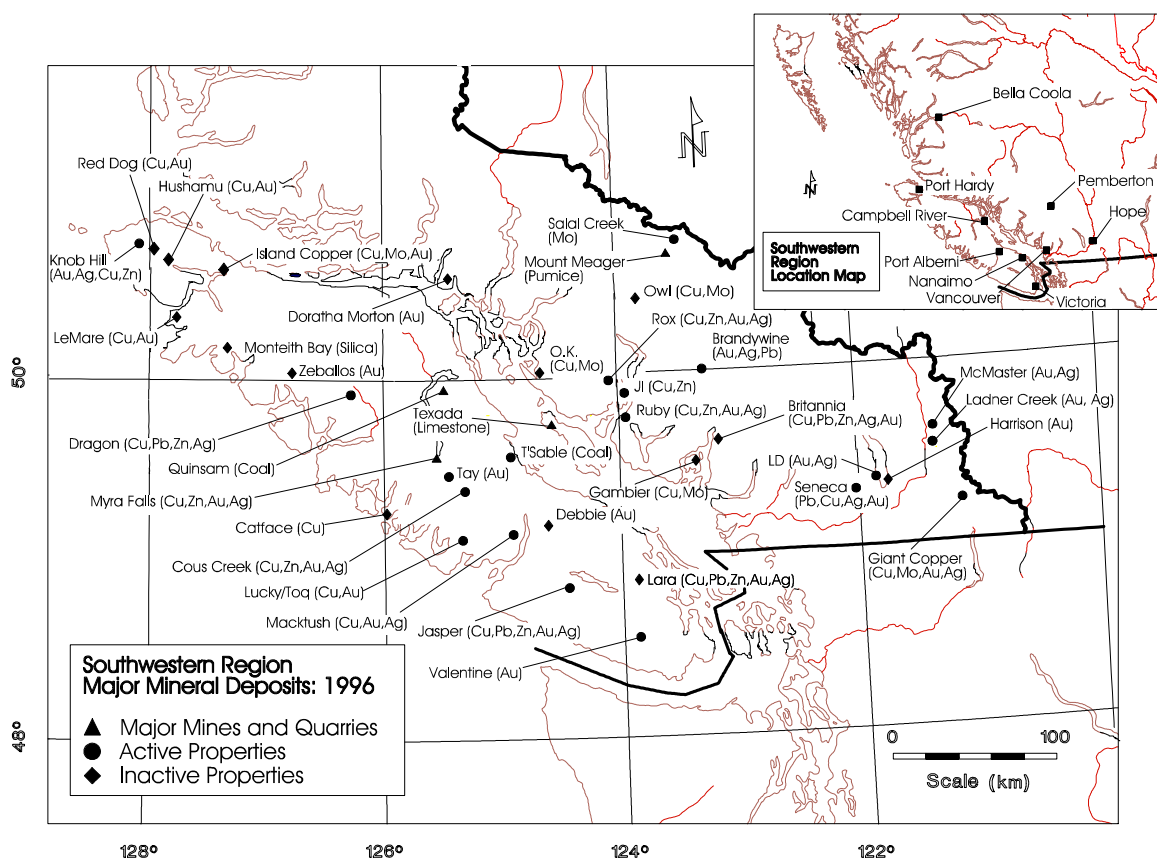 Bella Coola
Port Hardy
Pemberton
Campbell River
Hope
Southwestern
Region
Location Map
Port Alberni
Nanaimo
Vancouver
Victoria
N
Red Dog (Cu,Au)
Hushamu (Cu,Au)
Knob Hill
(Au,Ag,Cu,Zn)
Island Copper (Cu,Mo,Au)
Salal Creek
(Mo)
Mount Meager
(Pumice)
Owl (Cu,Mo)
Doratha Morton (Au)
Rox (Cu,Zn,Au,Ag)
LeMare (Cu,Au)
Monteith Bay (Silica)
Brandywine
(Au,Ag,Pb)
O.K.
(Cu,Mo)
Zeballos (Au)
50°
McMaster (Au,Ag)
JI (Cu,Zn)
Ladner Creek (Au, Ag)
Texada
(Limestone)
Ruby (Cu,Zn,Au,Ag)
Britannia
(Cu,Pb,Zn,Ag,Au)
Harrison (Au)
Dragon (Cu,Pb,Zn,Ag)
T'Sable (Coal)
LD (Au,Ag)
Quinsam (Coal)
Tay (Au)
Gambier (Cu,Mo)
Seneca
(Pb,Cu,Ag,Au)
Myra Falls (Cu,Zn,Au,Ag)
Debbie (Au)
Catface (Cu)
Giant Copper
(Cu,Mo,Au,Ag)
Cous Creek (Cu,Zn,Au,Ag)
Lara (Cu,Pb,Zn,Au,Ag)
Lucky/Toq (Cu,Au)
Macktush (Cu,Au,Ag)
Jasper (Cu,Pb,Zn,Au,Ag)
Valentine (Au)
Southwestern Region
Major Mineral Deposits: 1996
Major Mines and Quarries
Active Properties
Inactive Properties
48°
0 100
Scale (km)
128° 126° 124° 122°